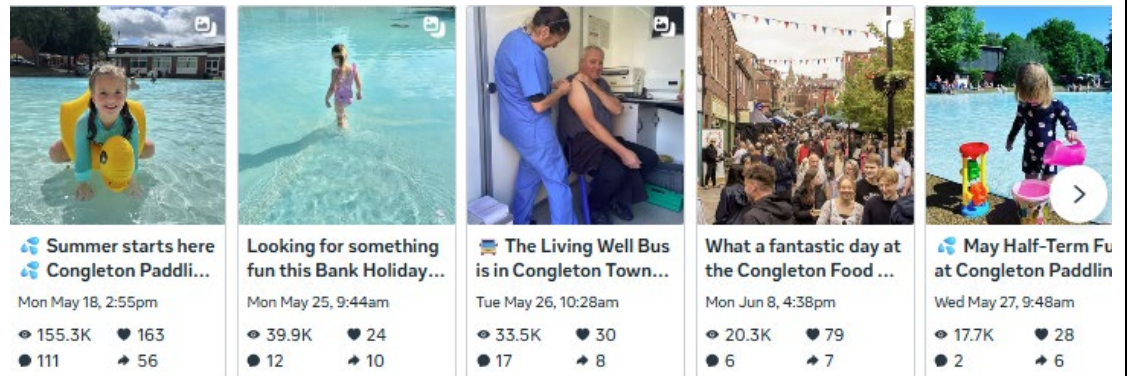 💦 Summer starts here
💦 Congleton Paddli...
Mon May 18, 2:55pm
155.3K 163
111 56
Looking for something
fun this Bank Holiday...
Mon May 25, 9:44am
39.9K 24
12 10
🚍 The Living Well Bus
is in Congleton Town...
Tue May 26, 10:28am
33.5K 30
17 8
What a fantastic day at
the Congleton Food ...
Mon Jun 8, 4:38pm
20.3K 79
6 7
💦 May Half-Term Fu
at Congleton Paddlin
Wed May 27, 9:48am
17.7K 28
2 6